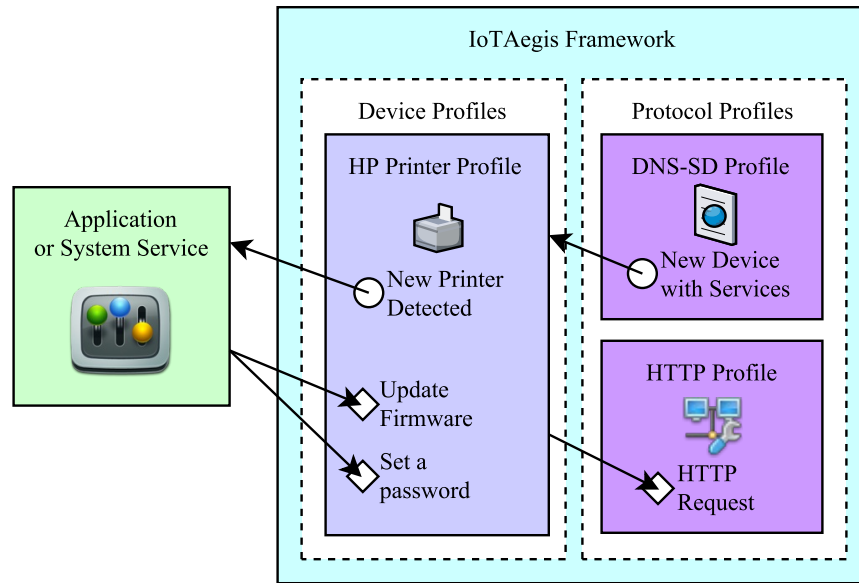 IoTAegis Framework
Device Profiles
Protocol Profiles
HP Printer Profile
DNS-SD Profile
Application
or System Service
New Printer
Detected
New Device
with Services
Update
Firmware
Set a
password
HTTP Profile
HTTP
Request